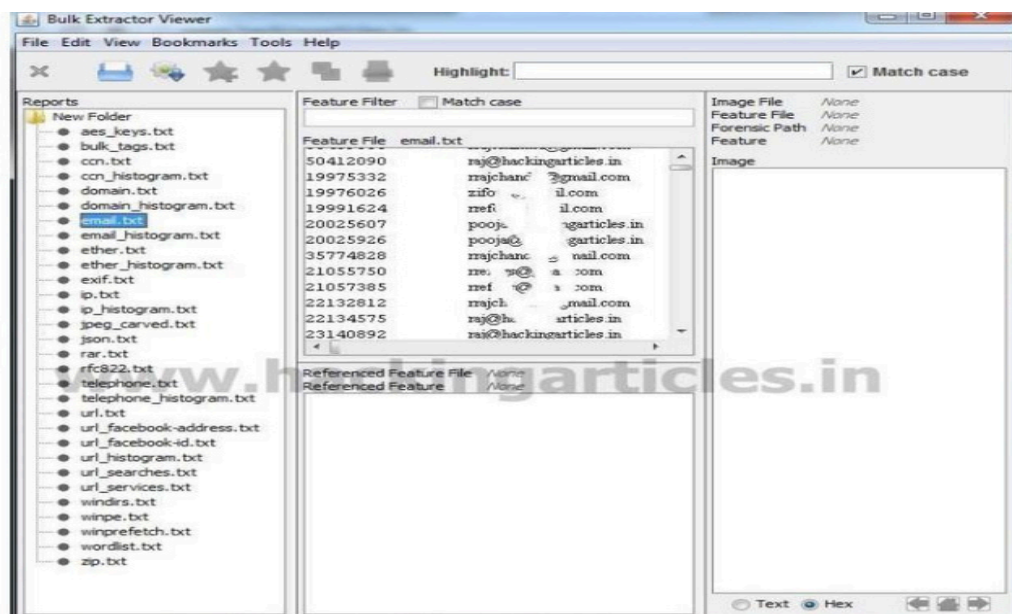 Bulk Extractor Viewer
File Edit View Bookmarks Tools Help
Highlight:
Match case
Reports
New Folder
aes_keys.txt
bulk_tags.txt
ccn.txt
ccn_histogram.txt
domain.txt
domain_histogram.txt
email.txt
email_histogram.txt
ether.txt
ether_histogram.txt
exif.txt
ip.txt
ip_histogram.txt
jpeg_carved.txt
json.txt
rar.txt
rfc822.txt
telephone.txt
telephone_histogram.txt
url.txt
url_facebook-address.txt
url_facebook-id.txt
url_histogram.txt
url_searches.txt
url_services.txt
windirs.txt
winpe.txt
winprefetch.txt
wordlist.txt
zip.txt
Feature Filter Match case
Feature File email.txt
50412090 raj@hackingarticles.in
19975332
19976026
19991624
20025607
20025926
35774828
21055750
21057385
22132812
22134575
23140892 raj@hackingarticles.in
Referenced Feature File None
Referenced Feature None
Image File None
Feature File None
Forensic Path None
Feature None
Image
Text Hex
www.hackingarticles.in